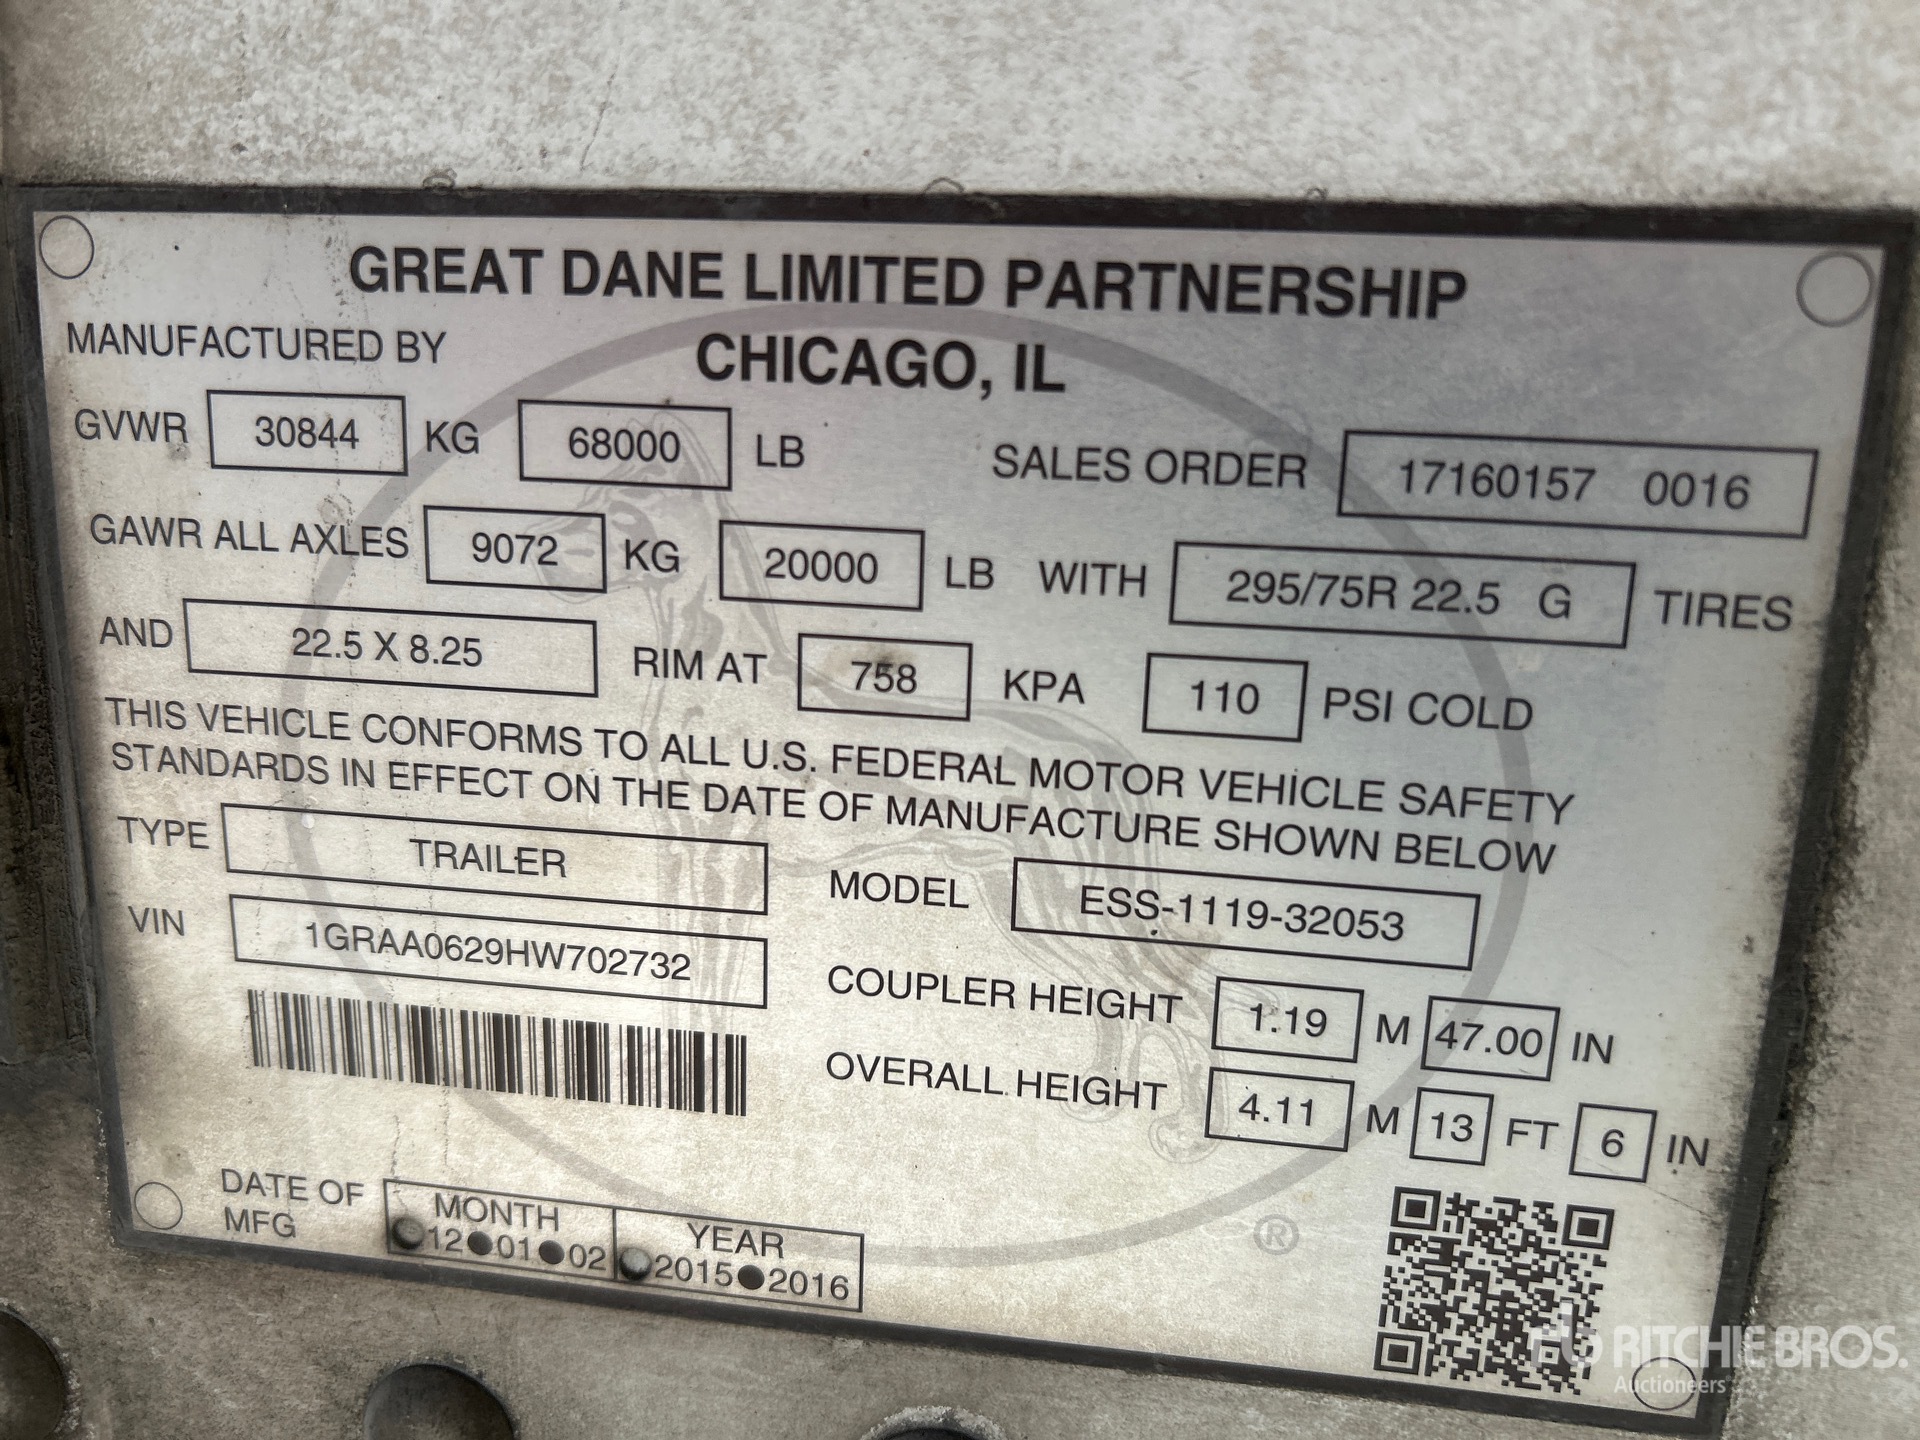 GREAT DANE LIMITED PARTNERSHIP
MANUFACTURED BY CHICAGO, IL
GVWR 30844 KG 68000 LB SALES ORDER 17160157 0016
GAWR ALL AXLES 9072 KG 20000 LB WITH 295/75R 22.5 G TIRES
AND 22.5 X 8.25 RIM AT 758 KPA 110 PSI COLD
THIS VEHICLE CONFORMS TO ALL U.S. FEDERAL MOTOR VEHICLE SAFETY
STANDARDS IN EFFECT ON THE DATE OF MANUFACTURE SHOWN BELOW
TYPE TRAILER MODEL ESS-1119-32053
VIN 1GRAA0629HW702732 COUPLER HEIGHT 1.19 M 47.00 IN
OVERALL HEIGHT 4.11 M 13 FT 6 IN
DATE OF MFG MONTH YEAR
12 01 02 2015 2016
®
rb RITCHIE BROS.
Auctioneers